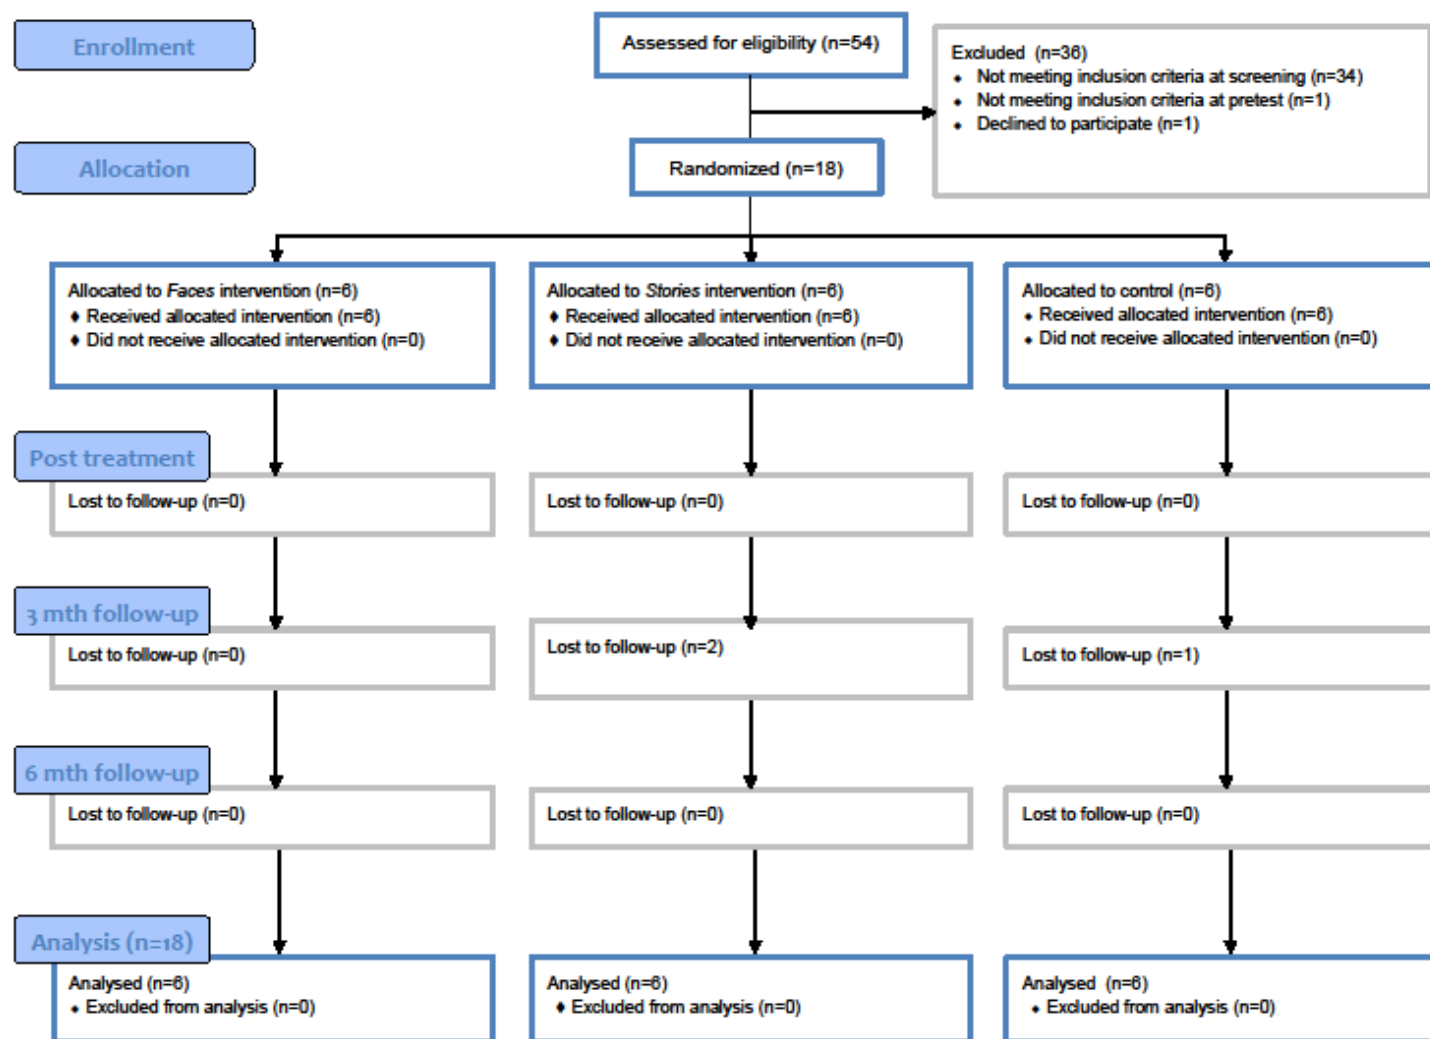 Enrollment
Assessed for eligibility (n=54)
Excluded (n=36)
⬥ Not meeting inclusion criteria at screening (n=34)
⬥ Not meeting inclusion criteria at pretest (n=1)
⬥ Declined to participate (n=1)
Allocation
Randomized (n=18)
Allocated to Faces intervention (n=6)
⬥ Received allocated intervention (n=6)
⬥ Did not receive allocated intervention (n=0)
Allocated to Stories intervention (n=6)
⬥ Received allocated intervention (n=6)
⬥ Did not receive allocated intervention (n=0)
Allocated to control (n=6)
⬥ Received allocated intervention (n=6)
⬥ Did not receive allocated intervention (n=0)
Post treatment
Lost to follow-up (n=0)
Lost to follow-up (n=0)
Lost to follow-up (n=0)
3 mth follow-up
Lost to follow-up (n=0)
Lost to follow-up (n=2)
Lost to follow-up (n=1)
6 mth follow-up
Lost to follow-up (n=0)
Lost to follow-up (n=0)
Lost to follow-up (n=0)
Analysis (n=18)
Analysed (n=6)
⬥ Excluded from analysis (n=0)
Analysed (n=6)
⬥ Excluded from analysis (n=0)
Analysed (n=6)
⬥ Excluded from analysis (n=0)